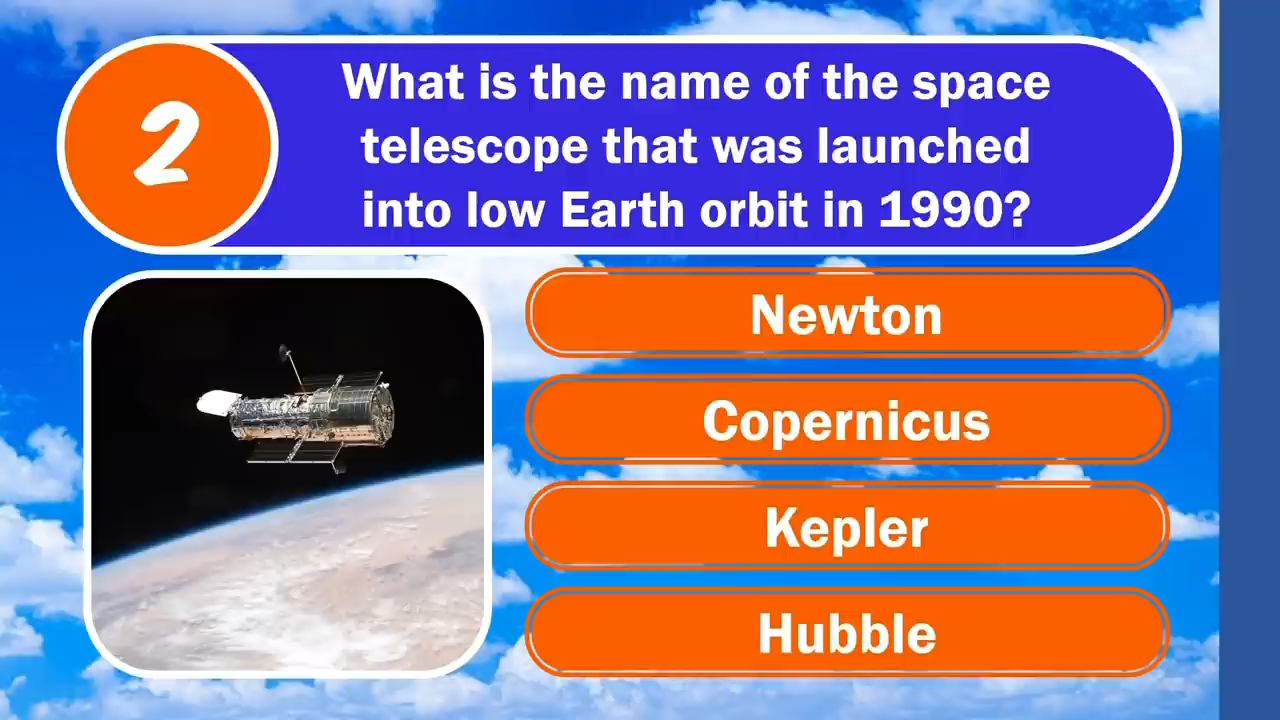 2
What is the name of the space
telescope that was launched
into low Earth orbit in 1990?
Newton
Copernicus
Kepler
Hubble